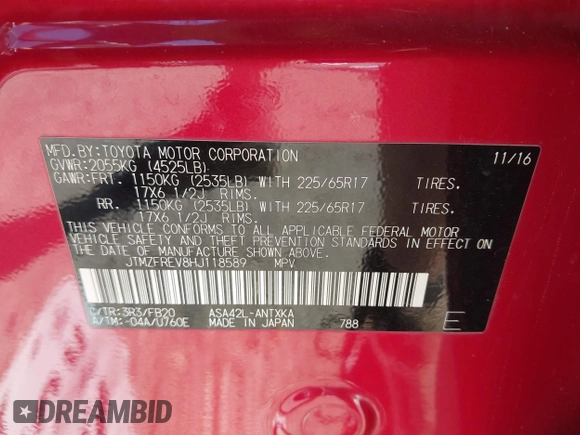 MFD.BY:TOYOTA MOTOR CORPORATION 11/16
GVWR:2055KG (4525LB)
GAWR:FRT. 1150KG (2535LB) WITH 225/65R17 TIRES.
17X6 1/2J RIMS.
RR. 1150KG (2535LB) WITH 225/65R17 TIRES.
17X6 1/2J RIMS.
THIS VEHICLE CONFORMS TO ALL APPLICABLE FEDERAL MOTOR
VEHICLE SAFETY AND THEFT PREVENTION STANDARDS IN EFFECT
ON THE DATE OF MANUFACTURE SHOWN ABOVE.
JTMZFREV8HJ118589 MPV
C/TR:3R3/FB20 ASA42L-ANTXKA
A/TM:-04A/U760E MADE IN JAPAN 788 E
DREAMBID